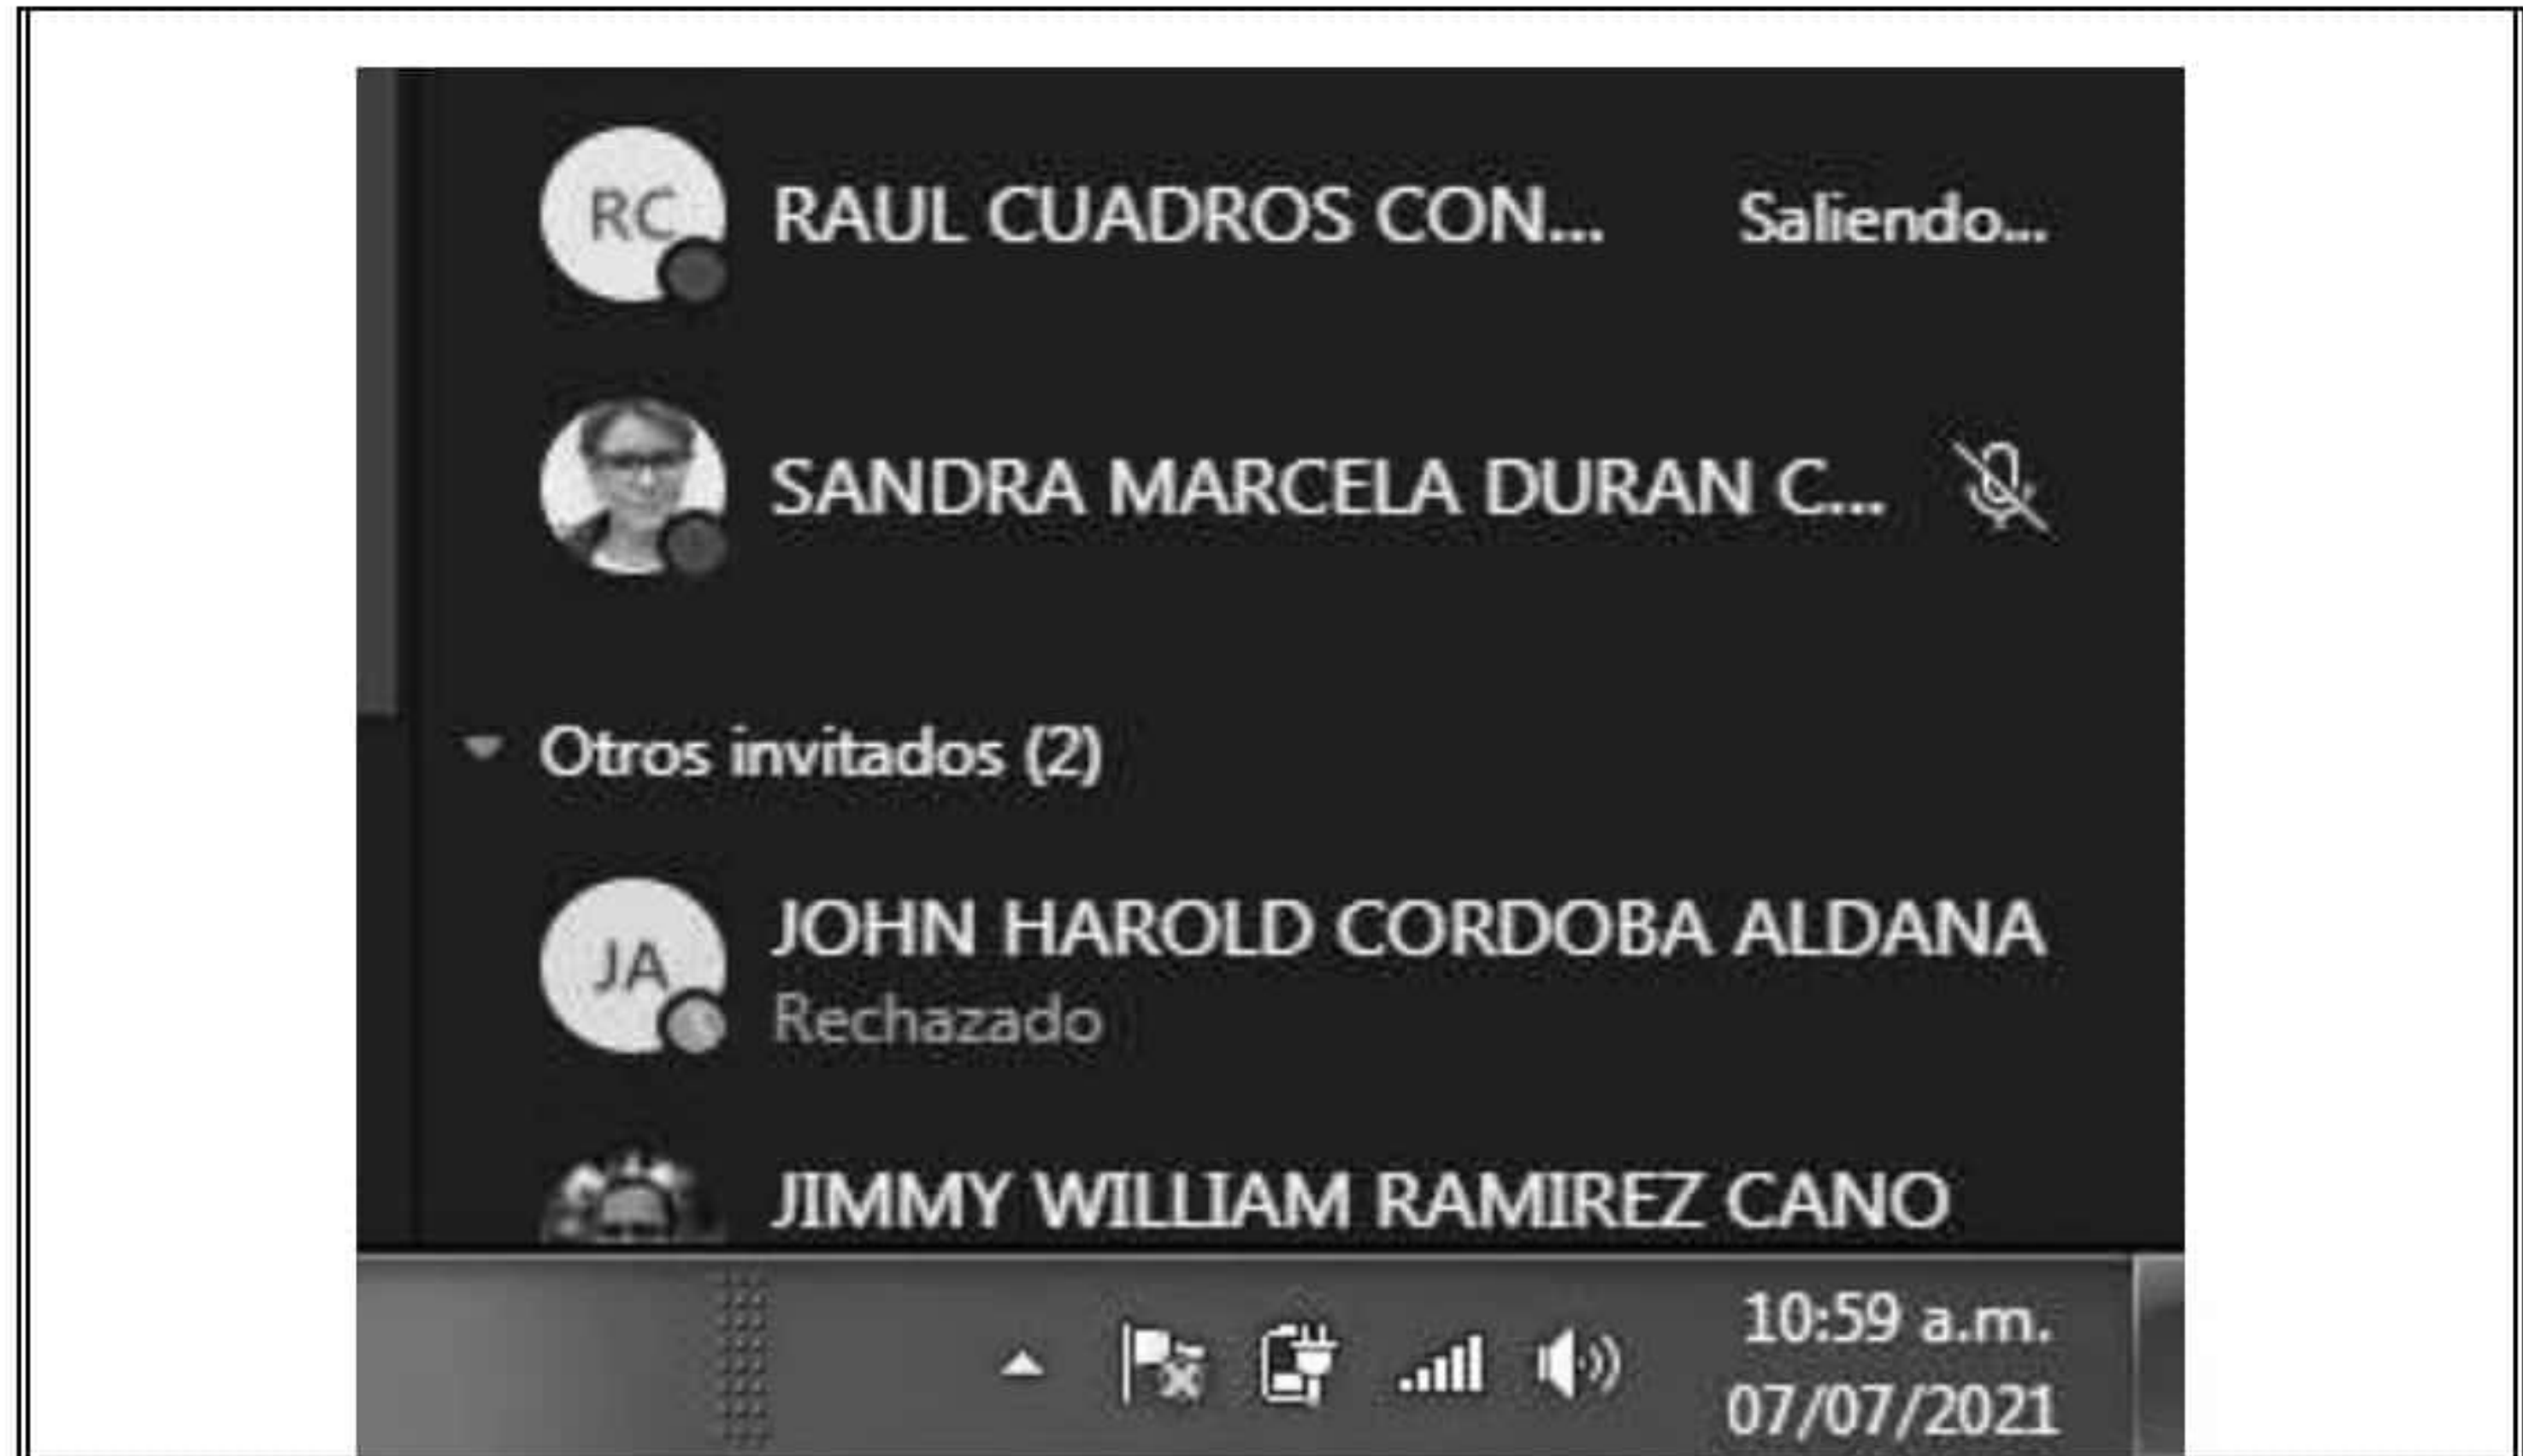 RC RAUL CUADROS CON... Saliendo...
SANDRA MARCELA DURAN C...
Otros invitados (2)
JA JOHN HAROLD CORDOBA ALDANA
Rechazado
JIMMY WILLIAM RAMIREZ CANO
10:59 a.m.
07/07/2021